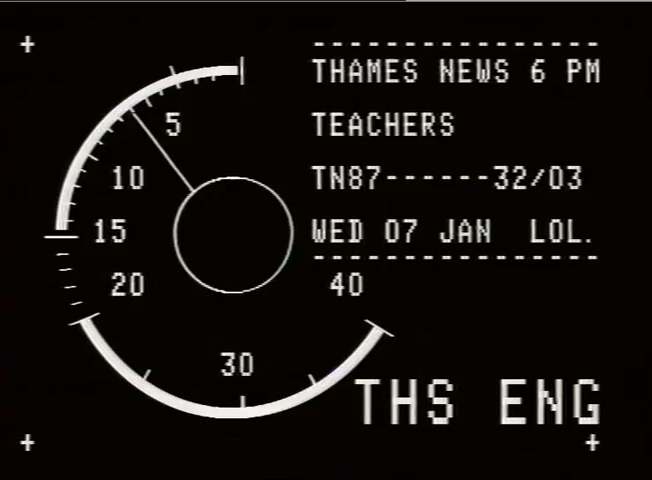 THAMES NEWS 6 PM
TEACHERS
TN87------32/03
WED 07 JAN LOL.
5
10
15
20
30
40
THS ENG